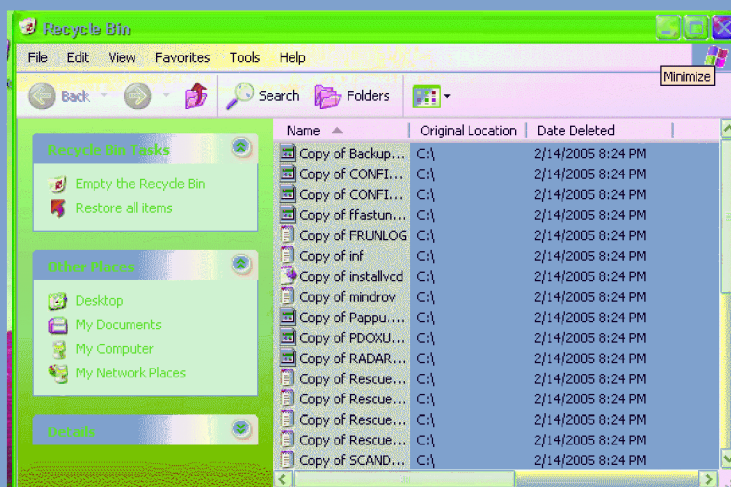 Recycle Bin
File Edit View Favorites Tools Help
Minimize
Back Search Folders
Name Original Location Date Deleted
Recycle Bin Tasks
Empty the Recycle Bin
Restore all items
Other Places
Desktop
My Documents
My Computer
My Network Places
Details
Copy of Backup... C:\ 2/14/2005 8:24 PM
Copy of CONFI... C:\ 2/14/2005 8:24 PM
Copy of CONFI... C:\ 2/14/2005 8:24 PM
Copy of ffastun... C:\ 2/14/2005 8:24 PM
Copy of FRUNLOG C:\ 2/14/2005 8:24 PM
Copy of inf C:\ 2/14/2005 8:24 PM
Copy of installvcd C:\ 2/14/2005 8:24 PM
Copy of mindrov C:\ 2/14/2005 8:24 PM
Copy of Pappu.... C:\ 2/14/2005 8:24 PM
Copy of PDOXU... C:\ 2/14/2005 8:24 PM
Copy of RADAR... C:\ 2/14/2005 8:24 PM
Copy of Rescue... C:\ 2/14/2005 8:24 PM
Copy of Rescue... C:\ 2/14/2005 8:24 PM
Copy of Rescue... C:\ 2/14/2005 8:24 PM
Copy of Rescue... C:\ 2/14/2005 8:24 PM
Copy of SCAND... C:\ 2/14/2005 8:24 PM